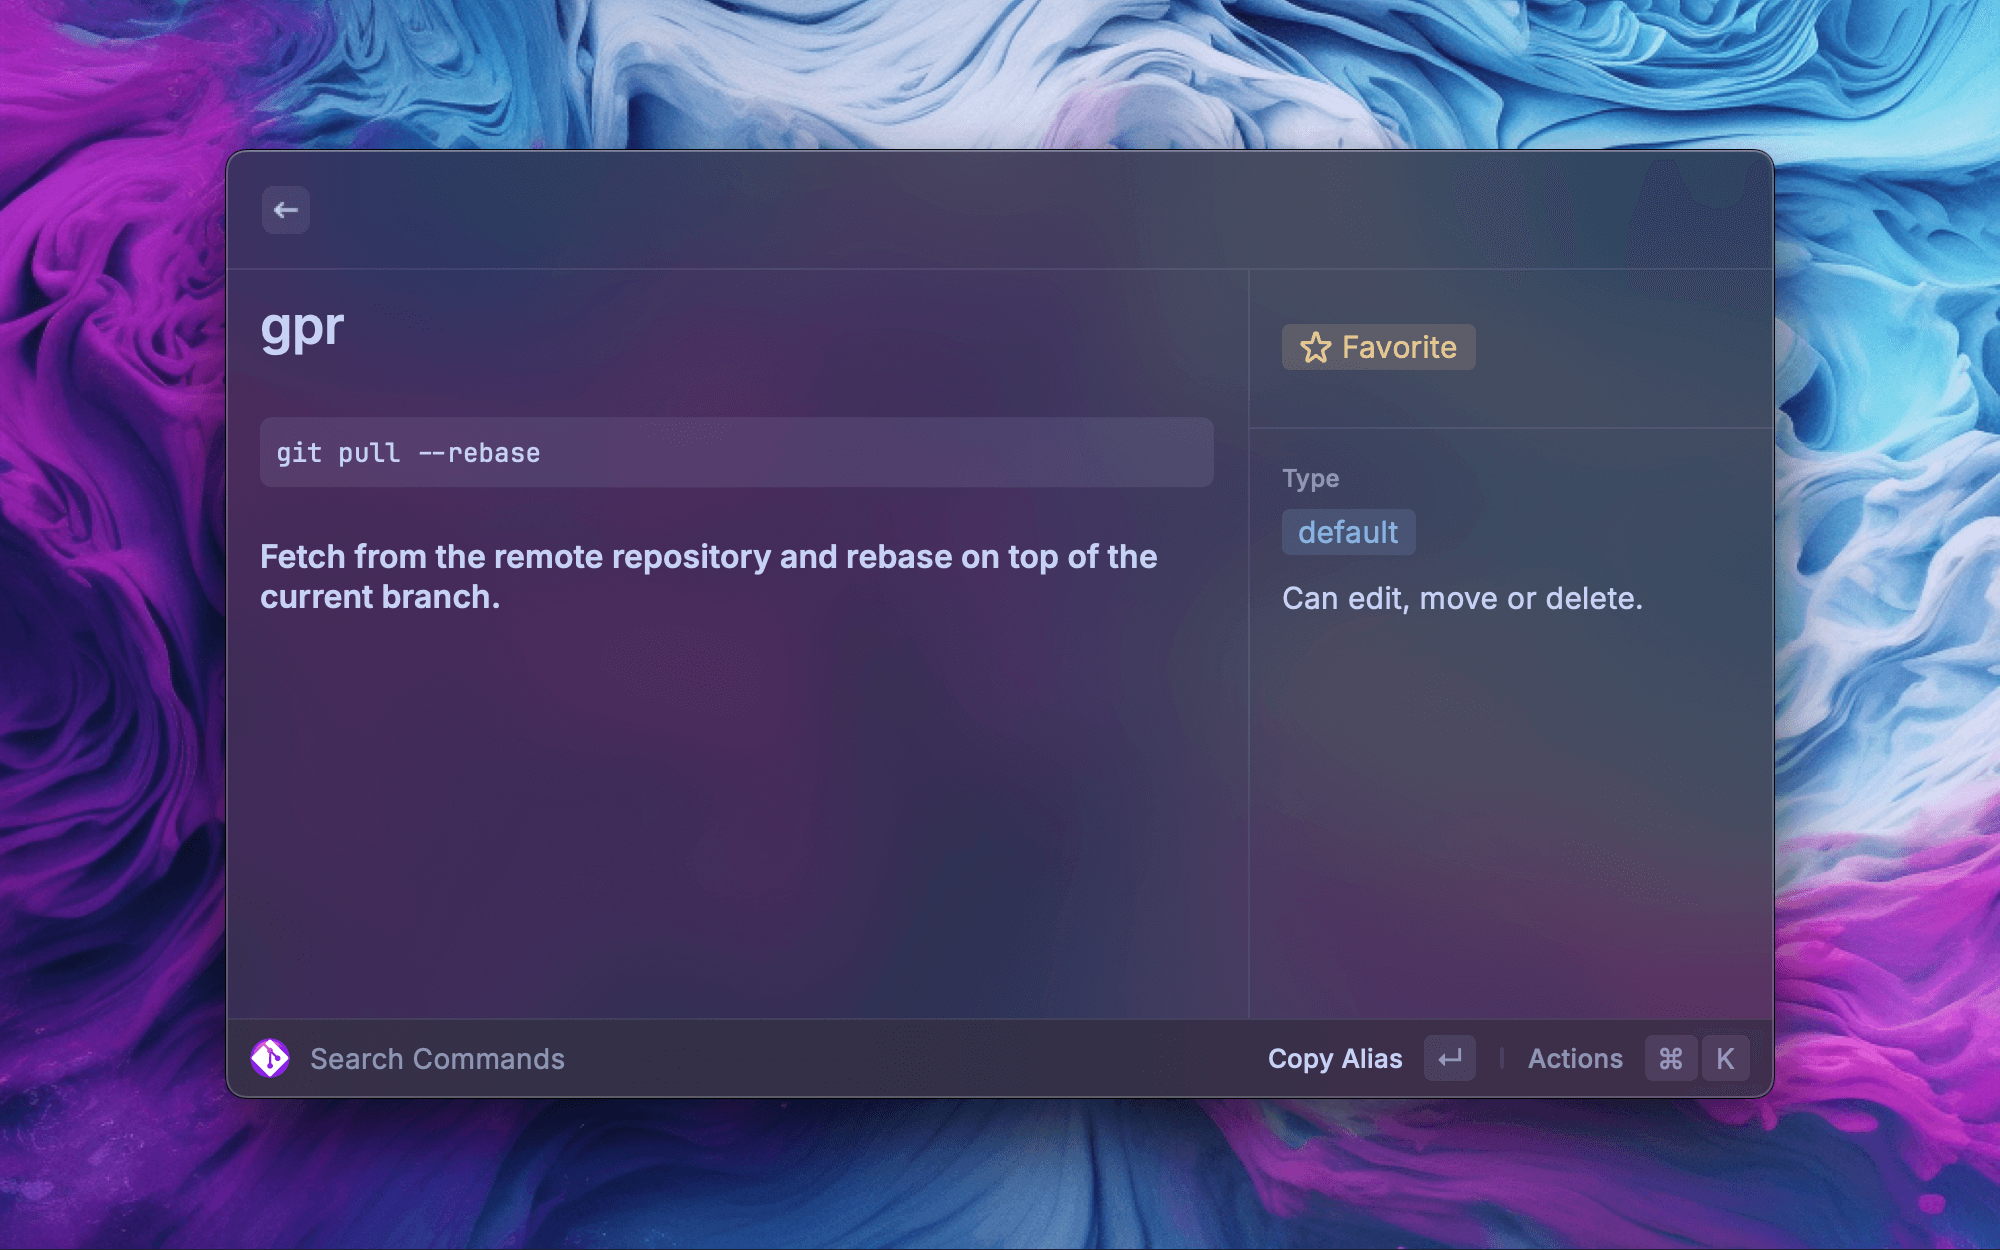 gpr
git pull --rebase
Fetch from the remote repository and rebase on top of the
current branch.
Favorite
Type
default
Can edit, move or delete.
Search Commands
Copy Alias
Actions
⌘ K